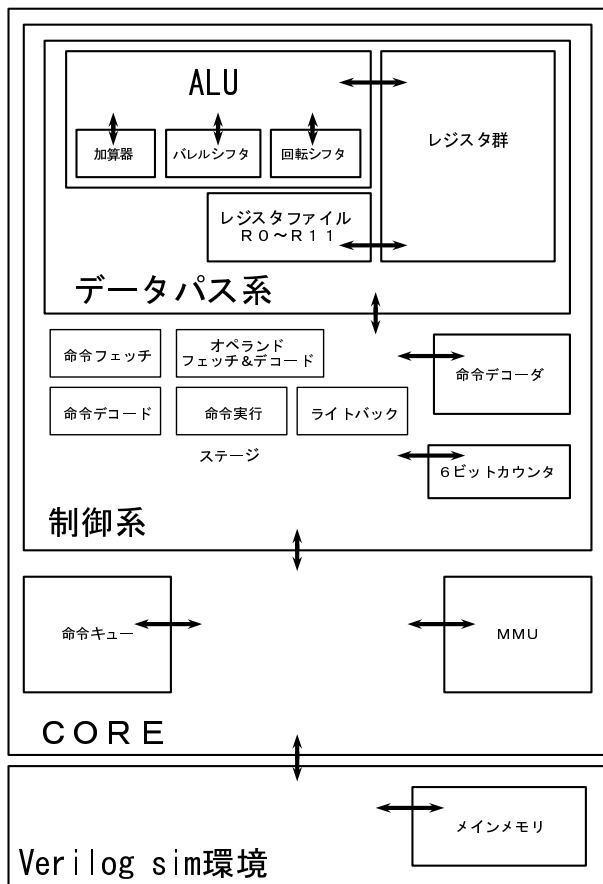 ALU
加算器
バレルシフタ
回転シフタ
レジスタ群
レジスタファイル
R0～R11
データパス系
命令フェッチ
オペランド
フェッチ&デコード
命令デコーダ
命令デコード
命令実行
ライトバック
ステージ
6ビットカウンタ
制御系
命令キュー
MMU
CORE
メインメモリ
Verilog sim環境